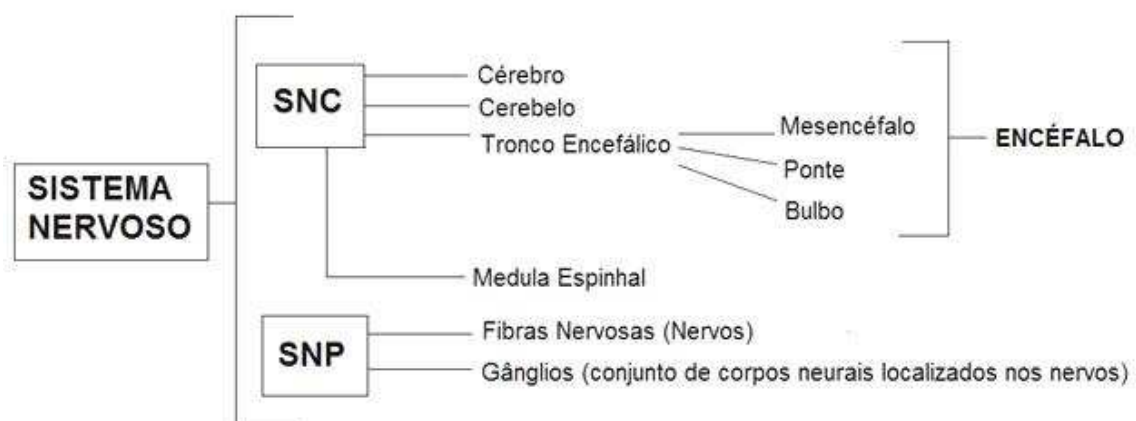 SISTEMA
NERVOSO
SNC
Cérebro
Cerebelo
Tronco Encefálico
Mesencéfalo
Ponte
Bulbo
ENCÉFALO
Medula Espinhal
SNP
Fibras Nervosas (Nervos)
Gânglios (conjunto de corpos neurais localizados nos nervos)